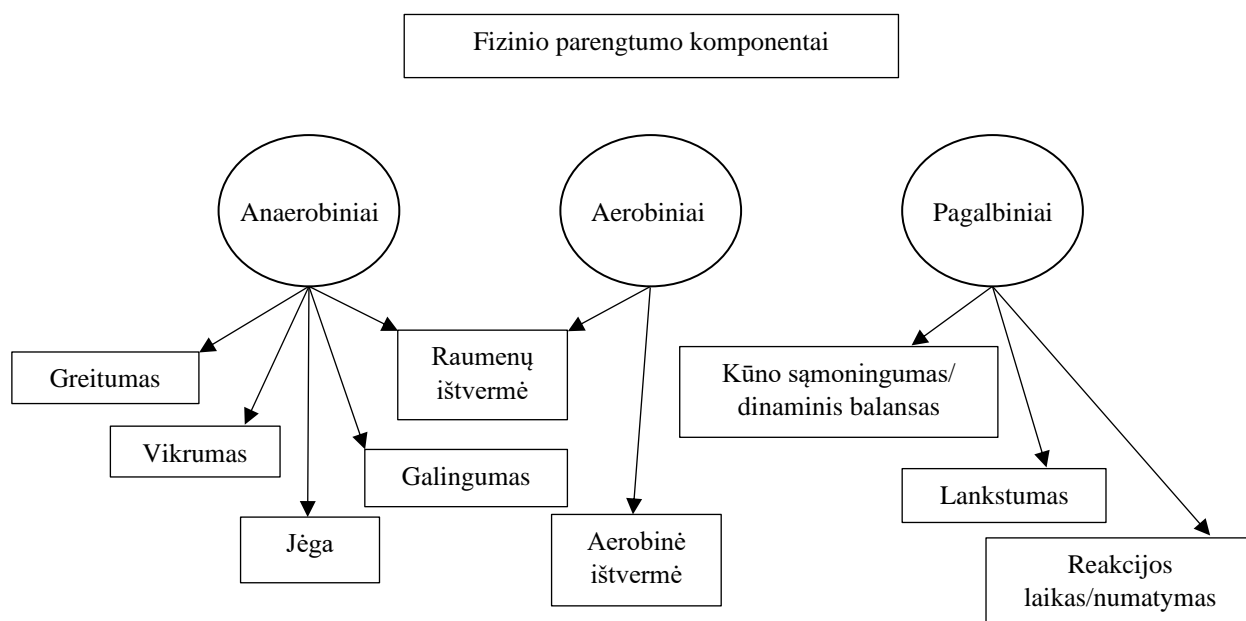 Fizinio parengtumo komponentai
Anaerobiniai
Aerobiniai
Pagalbiniai
Greitumas
Raumenų
ištvermė
Kūno sąmoningumas/
dinaminis balansas
Vikrumas
Galingumas
Lankstumas
Jėga
Aerobinė
ištvermė
Reakcijos
laikas/numatymas